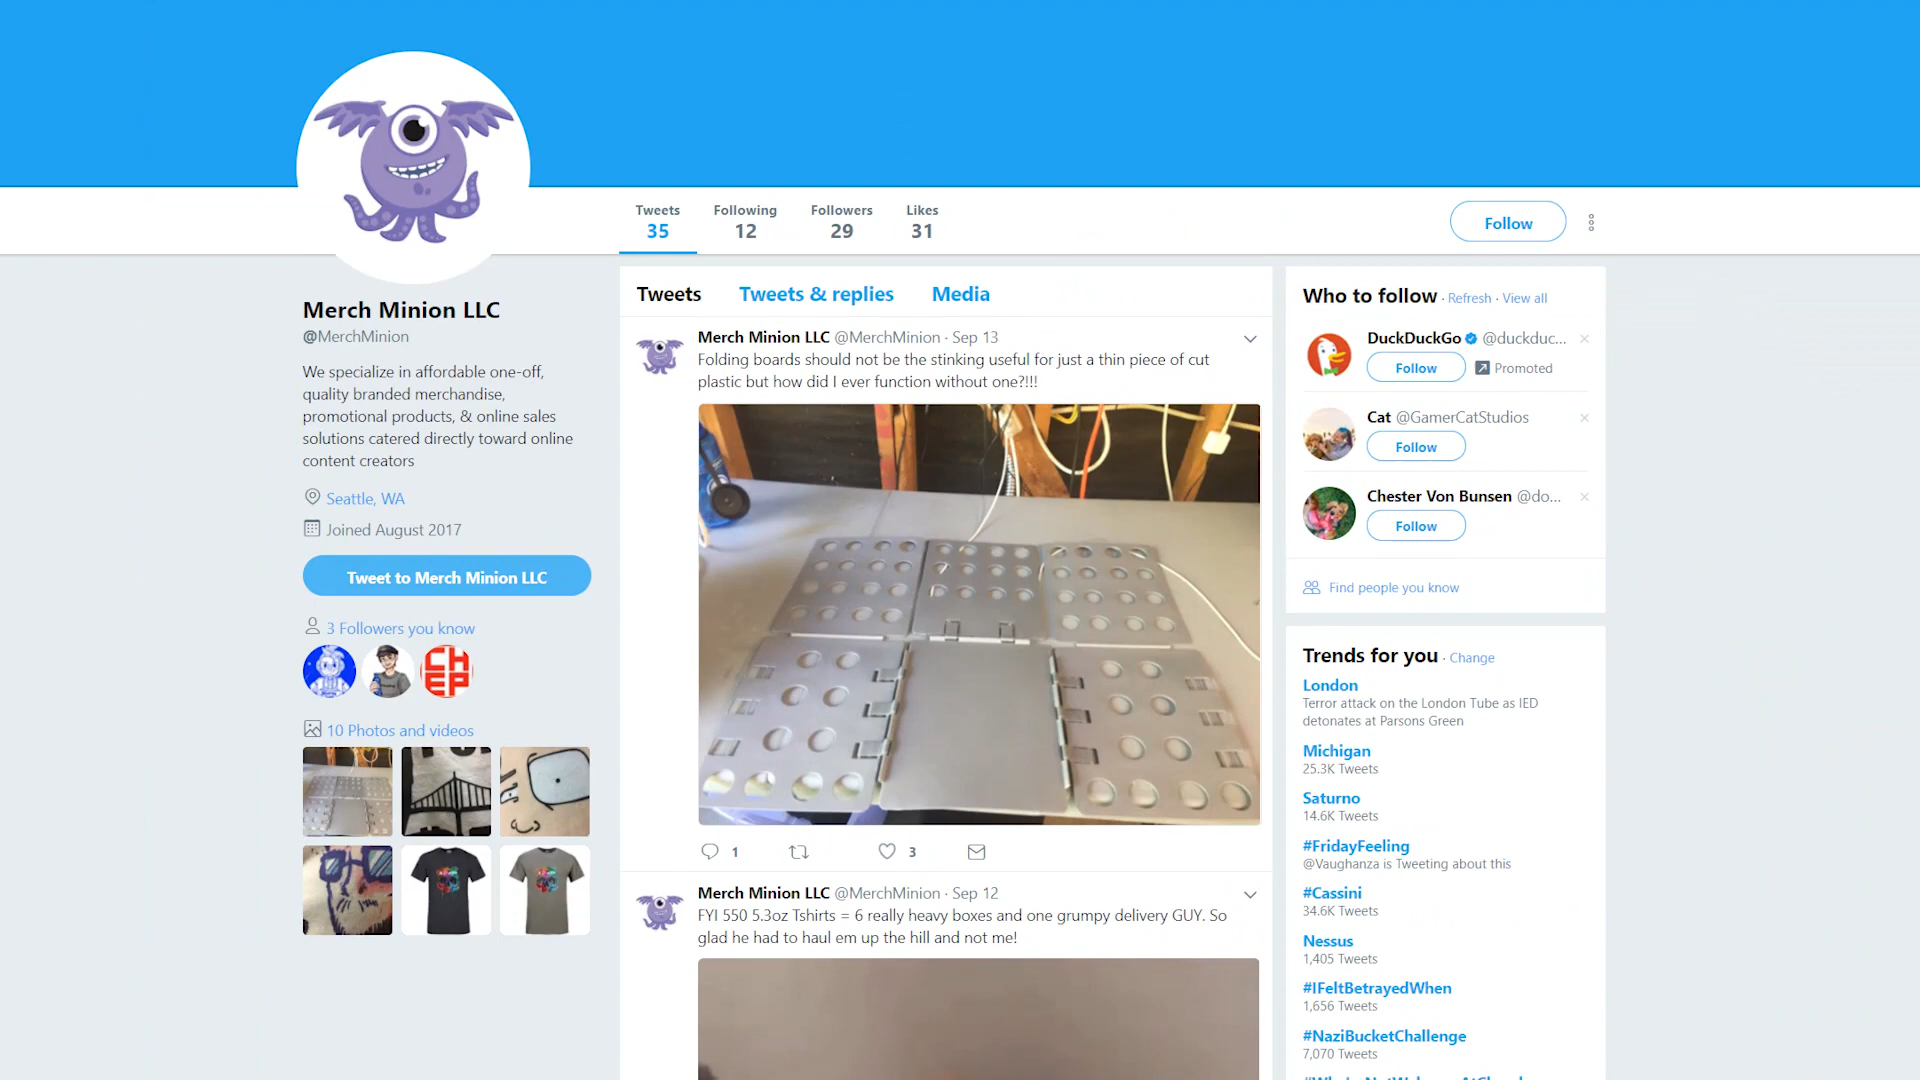 Tweets
35
Following
12
Followers
29
Likes
31
Follow
Merch Minion LLC
@MerchMinion
We specialize in affordable one-off,
quality branded merchandise,
promotional products, & online sales
solutions catered directly toward online
content creators
Seattle, WA
Joined August 2017
Tweet to Merch Minion LLC
3 Followers you know
CH
EP
10 Photos and videos
Tweets Tweets & replies Media
Merch Minion LLC @MerchMinion · Sep 13
Folding boards should not be the stinking useful for just a thin piece of cut
plastic but how did I ever function without one?!!!
1
3
Merch Minion LLC @MerchMinion · Sep 12
FYI 550 5.3oz Tshirts = 6 really heavy boxes and one grumpy delivery GUY. So
glad he had to haul em up the hill and not me!
Who to follow · Refresh · View all
DuckDuckGo @duckduc...
Follow
Promoted
Cat @GamerCatStudios
Follow
Chester Von Bunsen @do...
Follow
Find people you know
Trends for you · Change
London
Terror attack on the London Tube as IED
detonates at Parsons Green
Michigan
25.3K Tweets
Saturno
14.6K Tweets
#FridayFeeling
@Vaughanza is Tweeting about this
#Cassini
34.6K Tweets
Nessus
1,405 Tweets
#IFeltBetrayedWhen
1,656 Tweets
#NaziBucketChallenge
7,070 Tweets